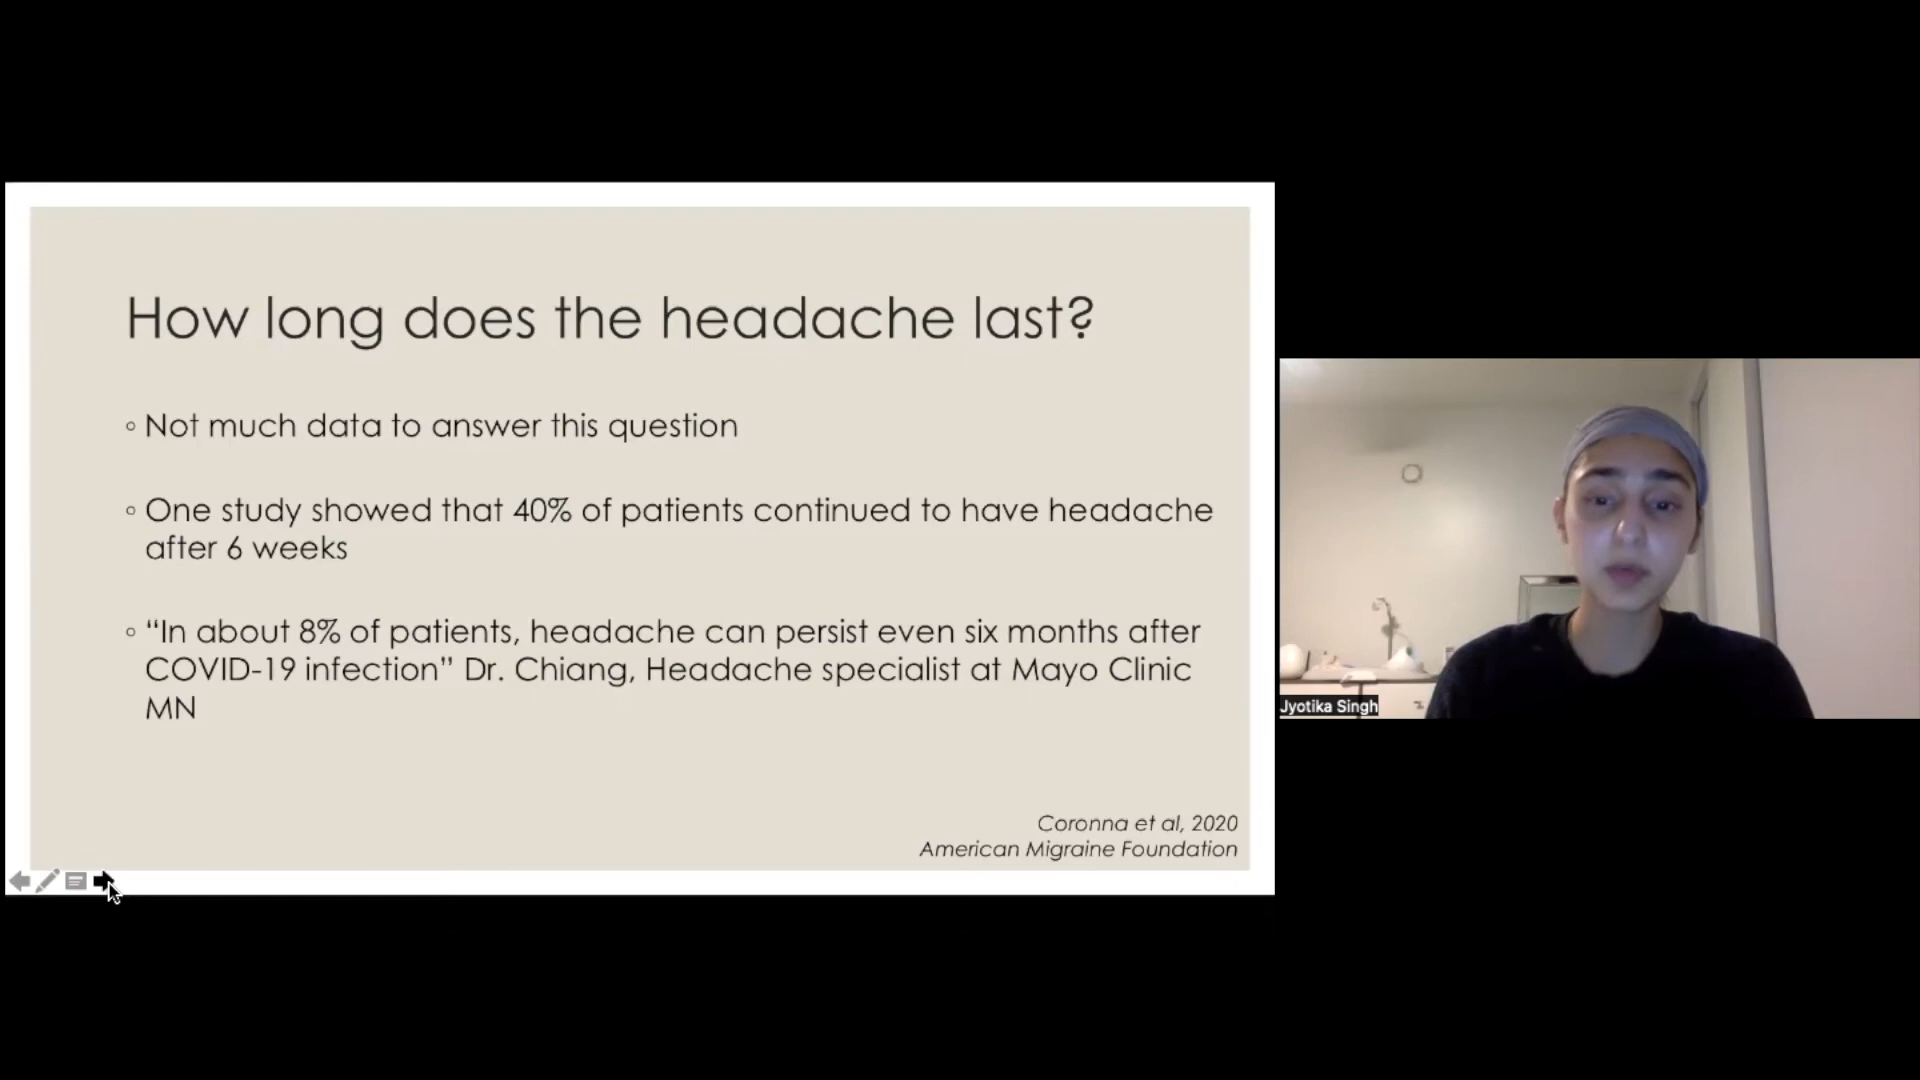 How long does the headache last?
◦ Not much data to answer this question
◦ One study showed that 40% of patients continued to have headache
after 6 weeks
◦ “In about 8% of patients, headache can persist even six months after
COVID-19 infection” Dr. Chiang, Headache specialist at Mayo Clinic
MN
Coronna et al, 2020
American Migraine Foundation
Jyotika Singh